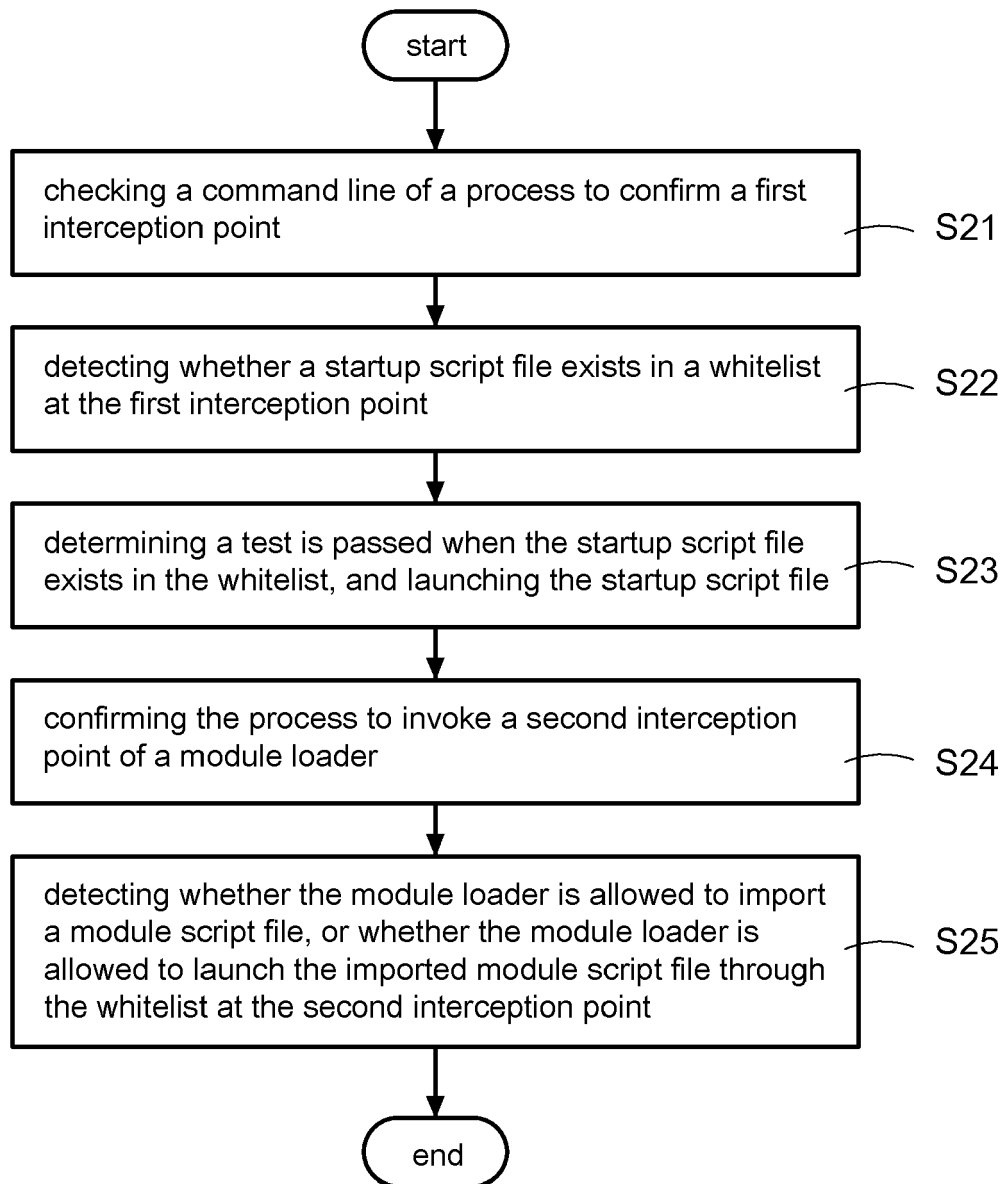 start
checking a command line of a process to confirm a first
interception point
S21
detecting whether a startup script file exists in a whitelist
at the first interception point
S22
determining a test is passed when the startup script file
exists in the whitelist, and launching the startup script file
S23
confirming the process to invoke a second interception
point of a module loader
S24
detecting whether the module loader is allowed to import
a module script file, or whether the module loader is
allowed to launch the imported module script file through
the whitelist at the second interception point
S25
end